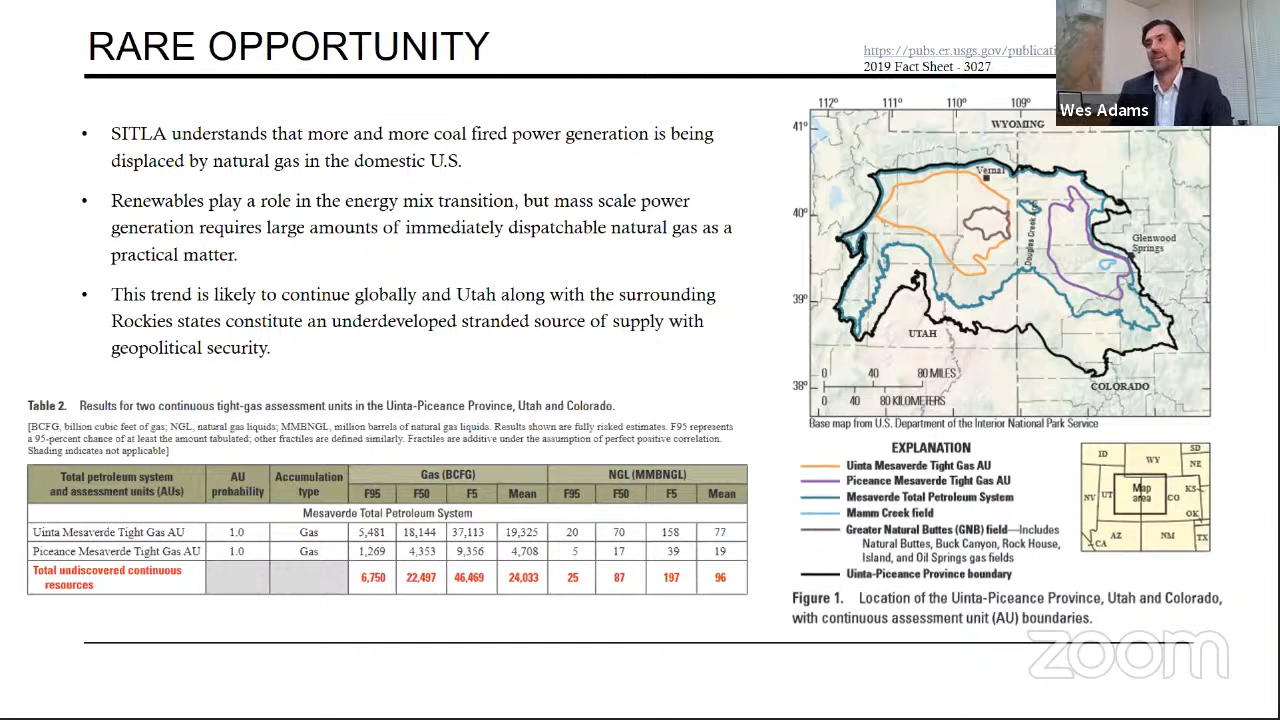 RARE OPPORTUNITY
https://pubs.er.usgs.gov/publicati
2019 Fact Sheet - 3027
Wes Adams
• SITLA understands that more and more coal fired power generation is being
displaced by natural gas in the domestic U.S.
• Renewables play a role in the energy mix transition, but mass scale power
generation requires large amounts of immediately dispatchable natural gas as a
practical matter.
• This trend is likely to continue globally and Utah along with the surrounding
Rockies states constitute an underdeveloped stranded source of supply with
geopolitical security.
112° 111° 110° 109°
41°
WYOMING
Vernal
40°
Douglas Creek
Glenwood
Springs
39°
UTAH
0 40 80 MILES
38°
COLORADO
0 40 80 KILOMETERS
Base map from U.S. Department of the Interior National Park Service
Table 2. Results for two continuous tight-gas assessment units in the Uinta-Piceance Province, Utah and Colorado.
[BCFG, billion cubic feet of gas; NGL, natural gas liquids; MMBNGL, million barrels of natural gas liquids. Results shown are fully risked estimates. F95 represents
a 95-percent chance of at least the amount tabulated; other fractiles are defined similarly. Fractiles are additive under the assumption of perfect positive correlation.
Shading indicates not applicable]
Total petroleum system
and assessment units (AUs)
AU
probability
Accumulation
type
Gas (BCFG) NGL (MMBNGL)
F95 F50 F5 Mean F95 F50 F5 Mean
Mesaverde Total Petroleum System
Uinta Mesaverde Tight Gas AU 1.0 Gas 5,481 18,144 37,113 19,325 20 70 158 77
Piceance Mesaverde Tight Gas AU 1.0 Gas 1,269 4,353 9,356 4,708 5 17 39 19
Total undiscovered continuous
resources
6,750 22,497 46,469 24,033 25 87 197 96
EXPLANATION
Uinta Mesaverde Tight Gas AU
Piceance Mesaverde Tight Gas AU
Mesaverde Total Petroleum System
Mamm Creek field
Greater Natural Buttes (GNB) field—Includes
Natural Buttes, Buck Canyon, Rock House,
Island, and Oil Springs gas fields
Uinta-Piceance Province boundary
ID WY SD
NE
NV UT Map
area CO KS
OK
CA AZ NM TX
Figure 1. Location of the Uinta-Piceance Province, Utah and Colorado,
with continuous assessment unit (AU) boundaries.
zoom